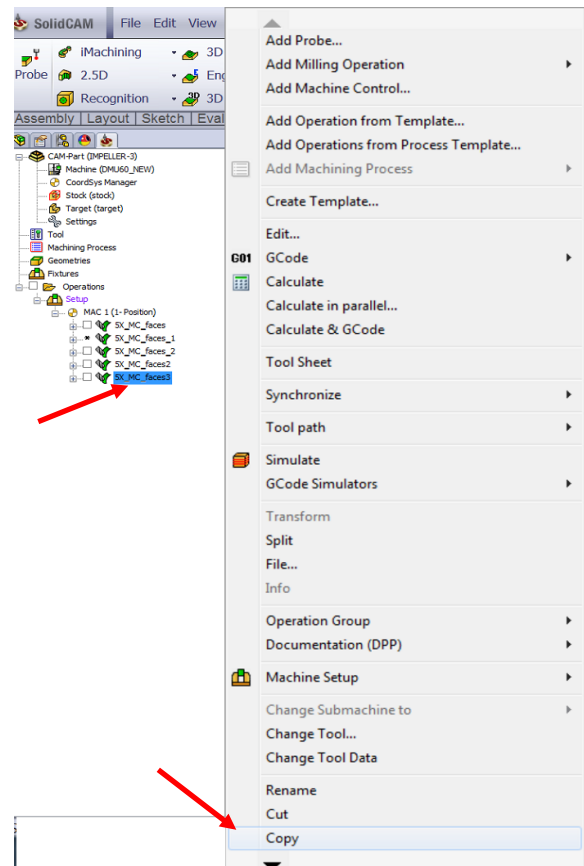 SolidCAM File Edit View
iMachining 3D
Probe 2.5D Eng
Recognition 3D
Assembly | Layout | Sketch | Eval
CAM-Part (IMPELLER-3)
Machine (DMU60_NEW)
CoordSys Manager
Stock (stock)
Target (target)
Settings
Tool
Machining Process
Geometries
Fixtures
Operations
Setup
MAC 1 (1- Position)
5X_MC_faces
5X_MC_faces_1
5X_MC_faces_2
5X_MC_faces2
5X_MC_faces3
Add Probe...
Add Milling Operation
Add Machine Control...
Add Operation from Template...
Add Operations from Process Template...
Add Machining Process
Create Template...
Edit...
G01 GCode
Calculate
Calculate in parallel...
Calculate & GCode
Tool Sheet
Synchronize
Tool path
Simulate
GCode Simulators
Transform
Split
File...
Info
Operation Group
Documentation (DPP)
Machine Setup
Change Submachine to
Change Tool...
Change Tool Data
Rename
Cut
Copy